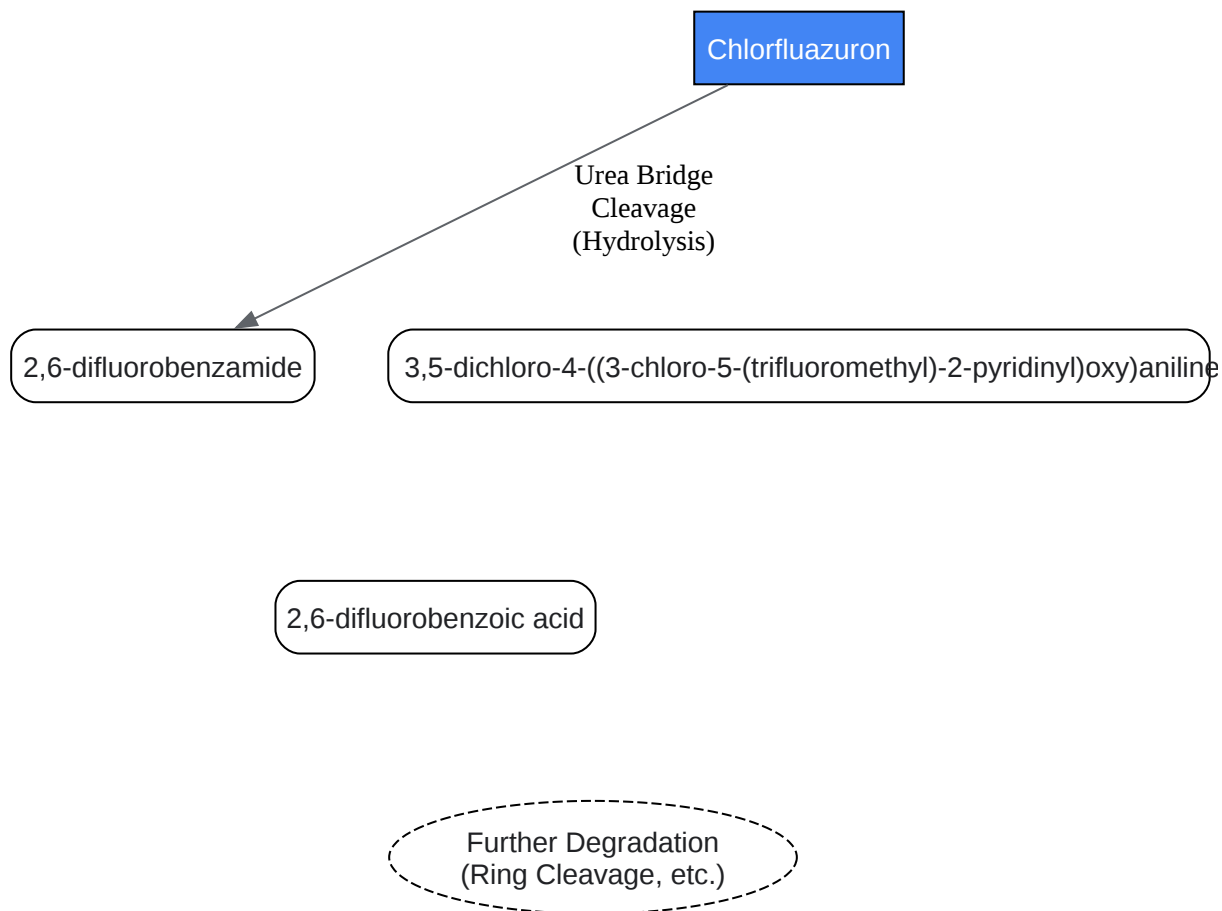 Chlorfluazuron
Urea Bridge
Cleavage
(Hydrolysis)
2,6-difluorobenzamide
3,5-dichloro-4-((3-chloro-5-(trifluoromethyl)-2-pyridinyl)oxy)aniline
2,6-difluorobenzoic acid
Further Degradation
(Ring Cleavage, etc.)